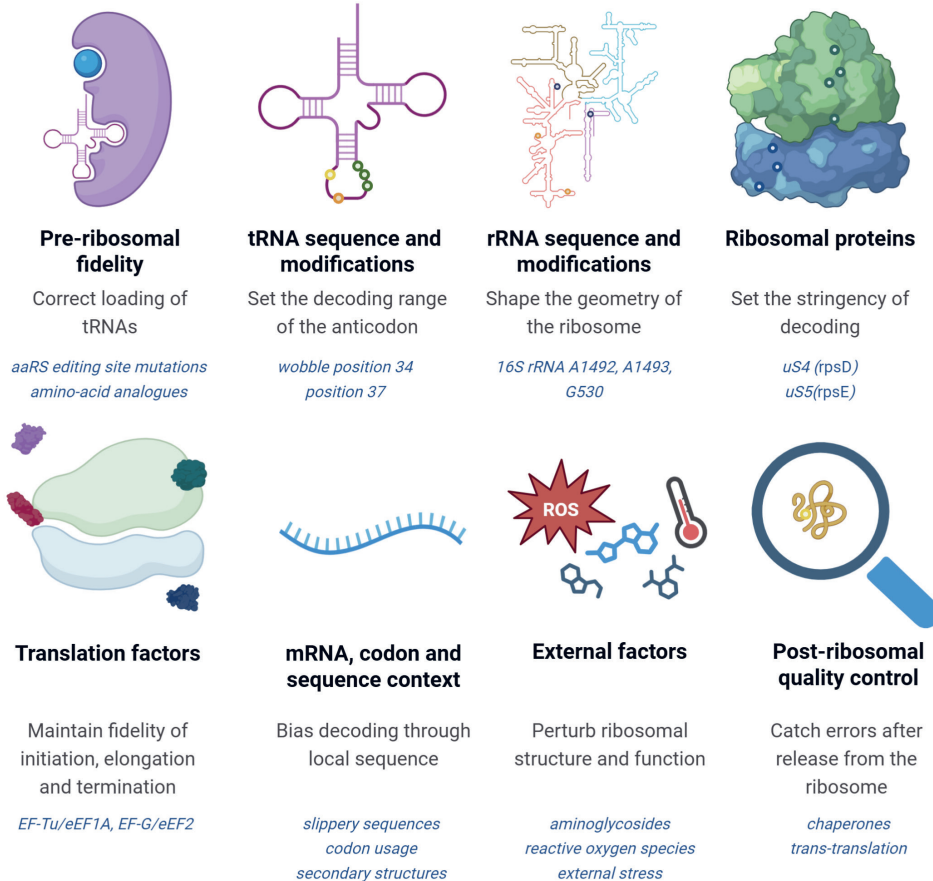 Pre-ribosomal
fidelity
Correct loading of
tRNAs
aaRS editing site mutations
amino-acid analogues
tRNA sequence and
modifications
Set the decoding range
of the anticodon
wobble position 34
position 37
rRNA sequence and
modifications
Shape the geometry of
the ribosome
16S rRNA A1492, A1493,
G530
Ribosomal proteins
Set the stringency of
decoding
uS4 (rpsD)
uS5(rpsE)
Translation factors
Maintain fidelity of
initiation, elongation
and termination
EF-Tu/eEF1A, EF-G/eEF2
mRNA, codon and
sequence context
Bias decoding through
local sequence
slippery sequences
codon usage
secondary structures
ROS
External factors
Perturb ribosomal
structure and function
aminoglycosides
reactive oxygen species
external stress
Post-ribosomal
quality control
Catch errors after
release from the
ribosome
chaperones
trans-translation